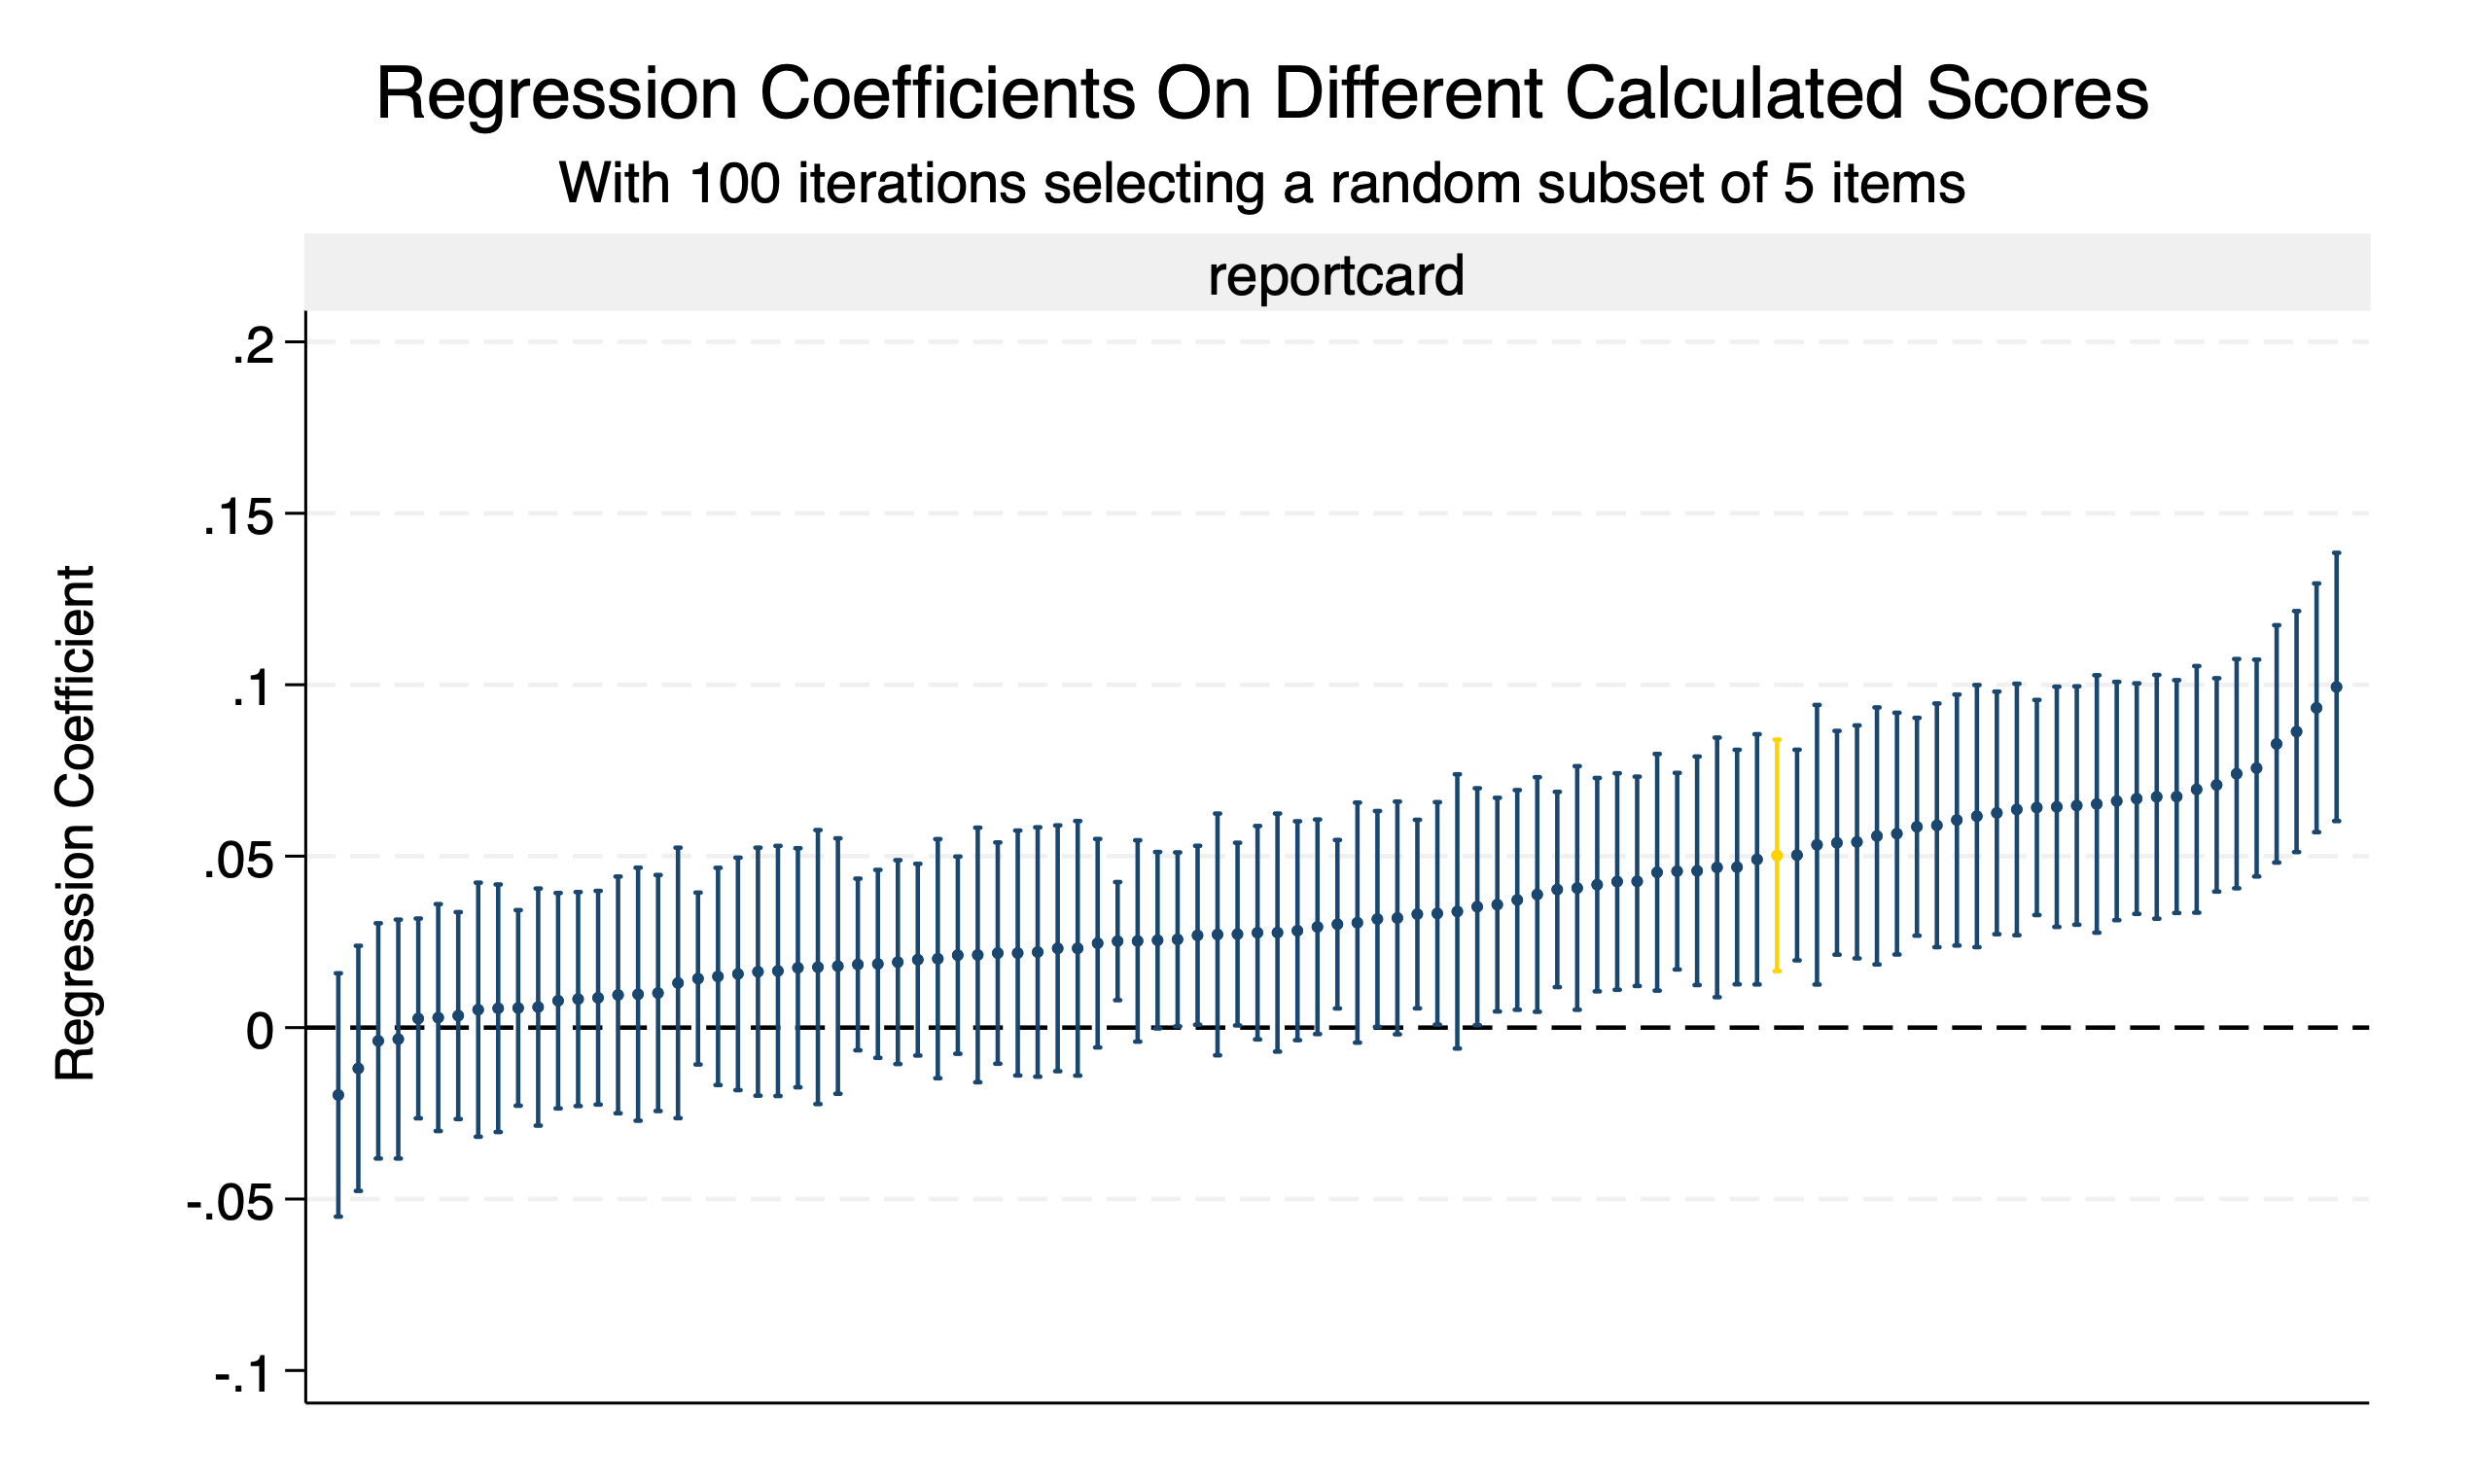 Regression Coefficients On Different Calculated Scores
With 100 iterations selecting a random subset of 5 items
reportcard
.2
.15
.1
.05
0
-.05
-.1
Regression Coefficient